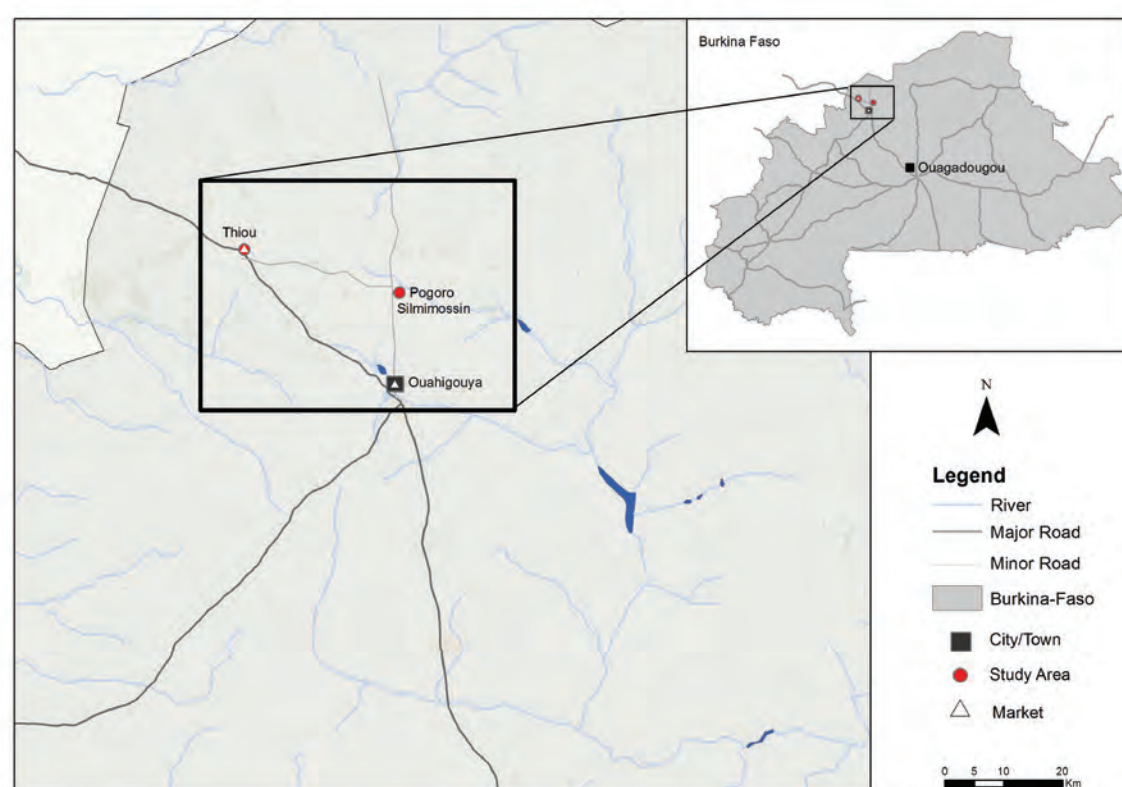 Burkina Faso
Ouagadougou
Thiou
Pogoro
Silmimossin
Ouahigouya
N
Legend
River
Major Road
Minor Road
Burkina-Faso
City/Town
Study Area
Market
0 5 10 20
Km